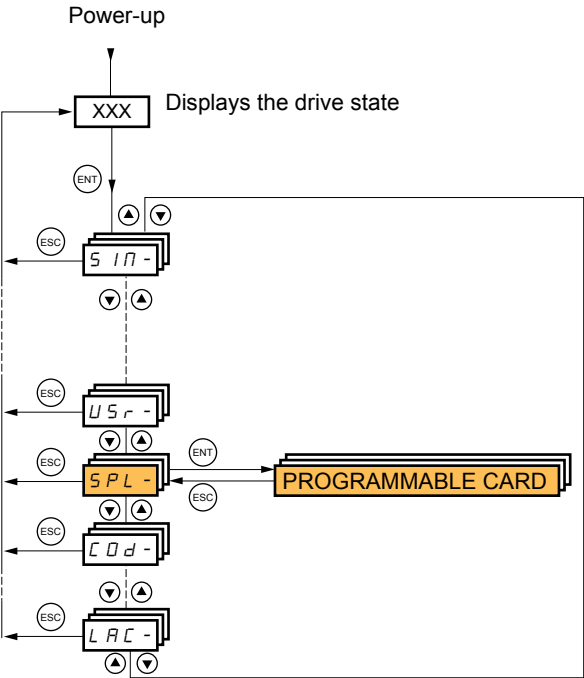 Power-up
XXX Displays the drive state
ENT
ESC
SIM-
ESC
USr-
ESC
ENT
SPL-
PROGRAMMABLE CARD
ESC
ESC
COd-
ESC
LAC-